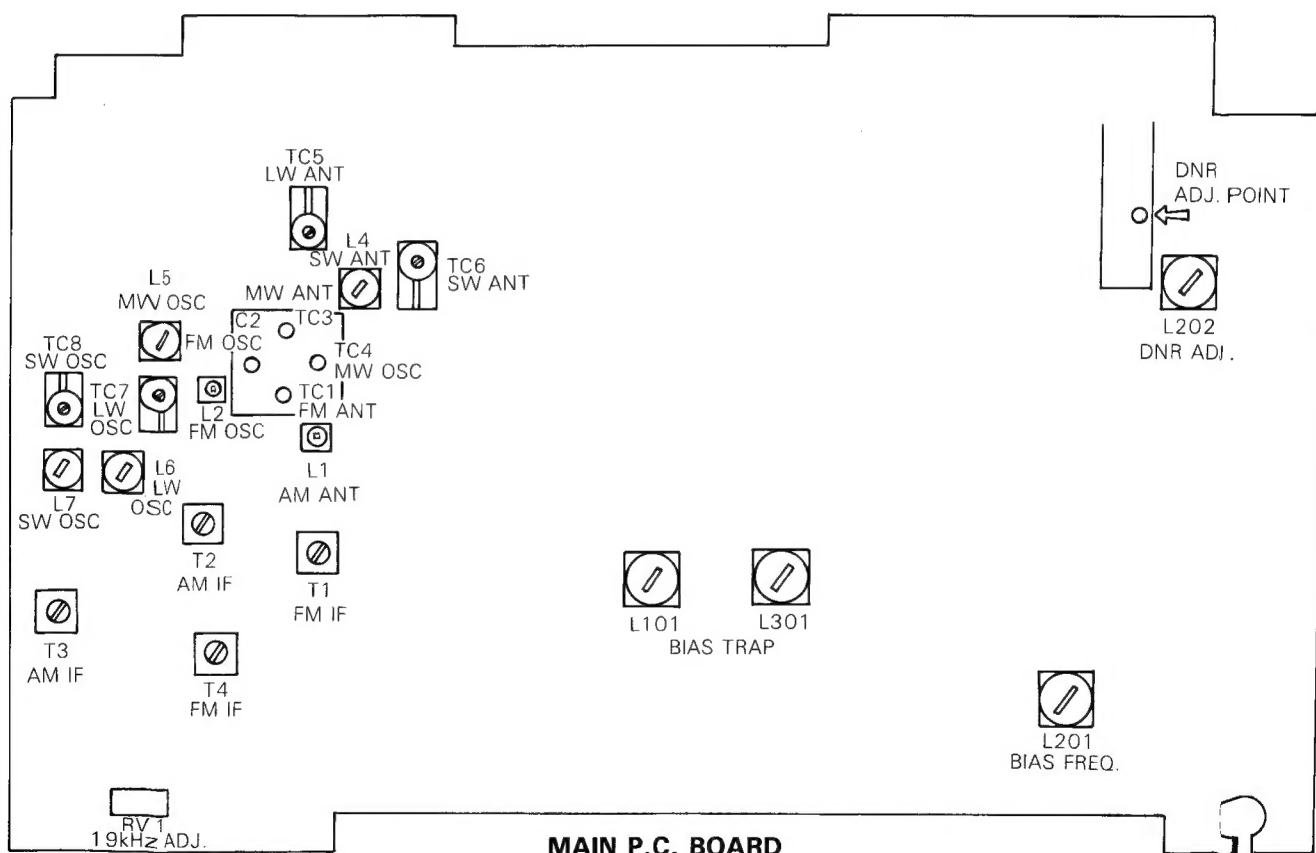 TC5
LW ANT
DNR
ADJ. POINT
L4
SW ANT
TC6
SW ANT
L5
MW OSC
MW ANT
L202
DNR ADJ.
C2
TC3
FM OSC
TC8
SW OSC
TC4
MW OSC
TC7
LW
OSC
TC1
FM ANT
L2
FM OSC
L1
AM ANT
L6
LW
OSC
L7
SW OSC
T2
AM IF
T1
FM IF
L101
L301
BIAS TRAP
T3
AM IF
T4
FM IF
L201
BIAS FREQ.
RV 1
19kHz ADJ.
MAIN P.C. BOARD